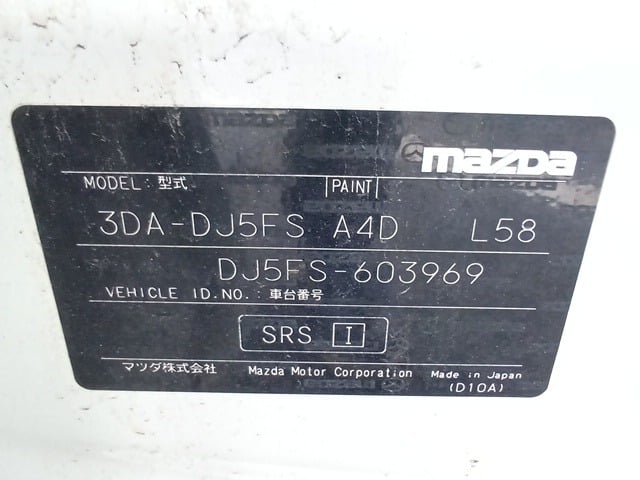 mazda
MODEL: 型式 PAINT
3DA-DJ5FS A4D L58
DJ5FS-603969
VEHICLE ID.NO.: 車台番号
SRS I
マツダ株式会社 Mazda Motor Corporation Made in Japan
(D10A)